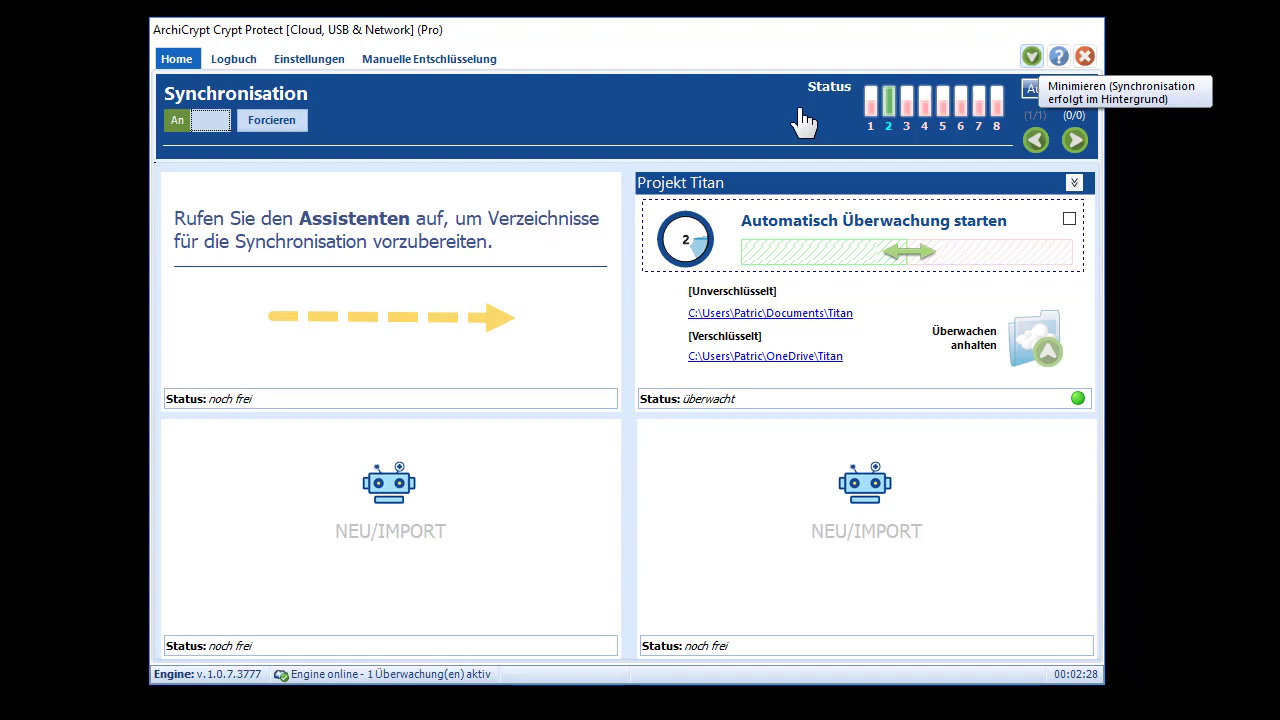 ArchiCrypt Crypt Protect [Cloud, USB & Network] (Pro)
Home Logbuch Einstellungen Manuelle Entschlüsselung
Synchronisation
An
Forcieren
Status
1 2 3 4 5 6 7 8
Minimieren (Synchronisation
erfolgt im Hintergrund)
(1/1) (0/0)
Rufen Sie den Assistenten auf, um Verzeichnisse
für die Synchronisation vorzubereiten.
Status: noch frei
Projekt Titan
2
Automatisch Überwachung starten
[Unverschlüsselt]
C:\Users\Patric\Documents\Titan
[Verschlüsselt]
C:\Users\Patric\OneDrive\Titan
Überwachen
anhalten
Status: überwacht
NEU/IMPORT
Status: noch frei
NEU/IMPORT
Status: noch frei
Engine: v.1.0.7.3777 Engine online - 1 Überwachung(en) aktiv 00:02:28